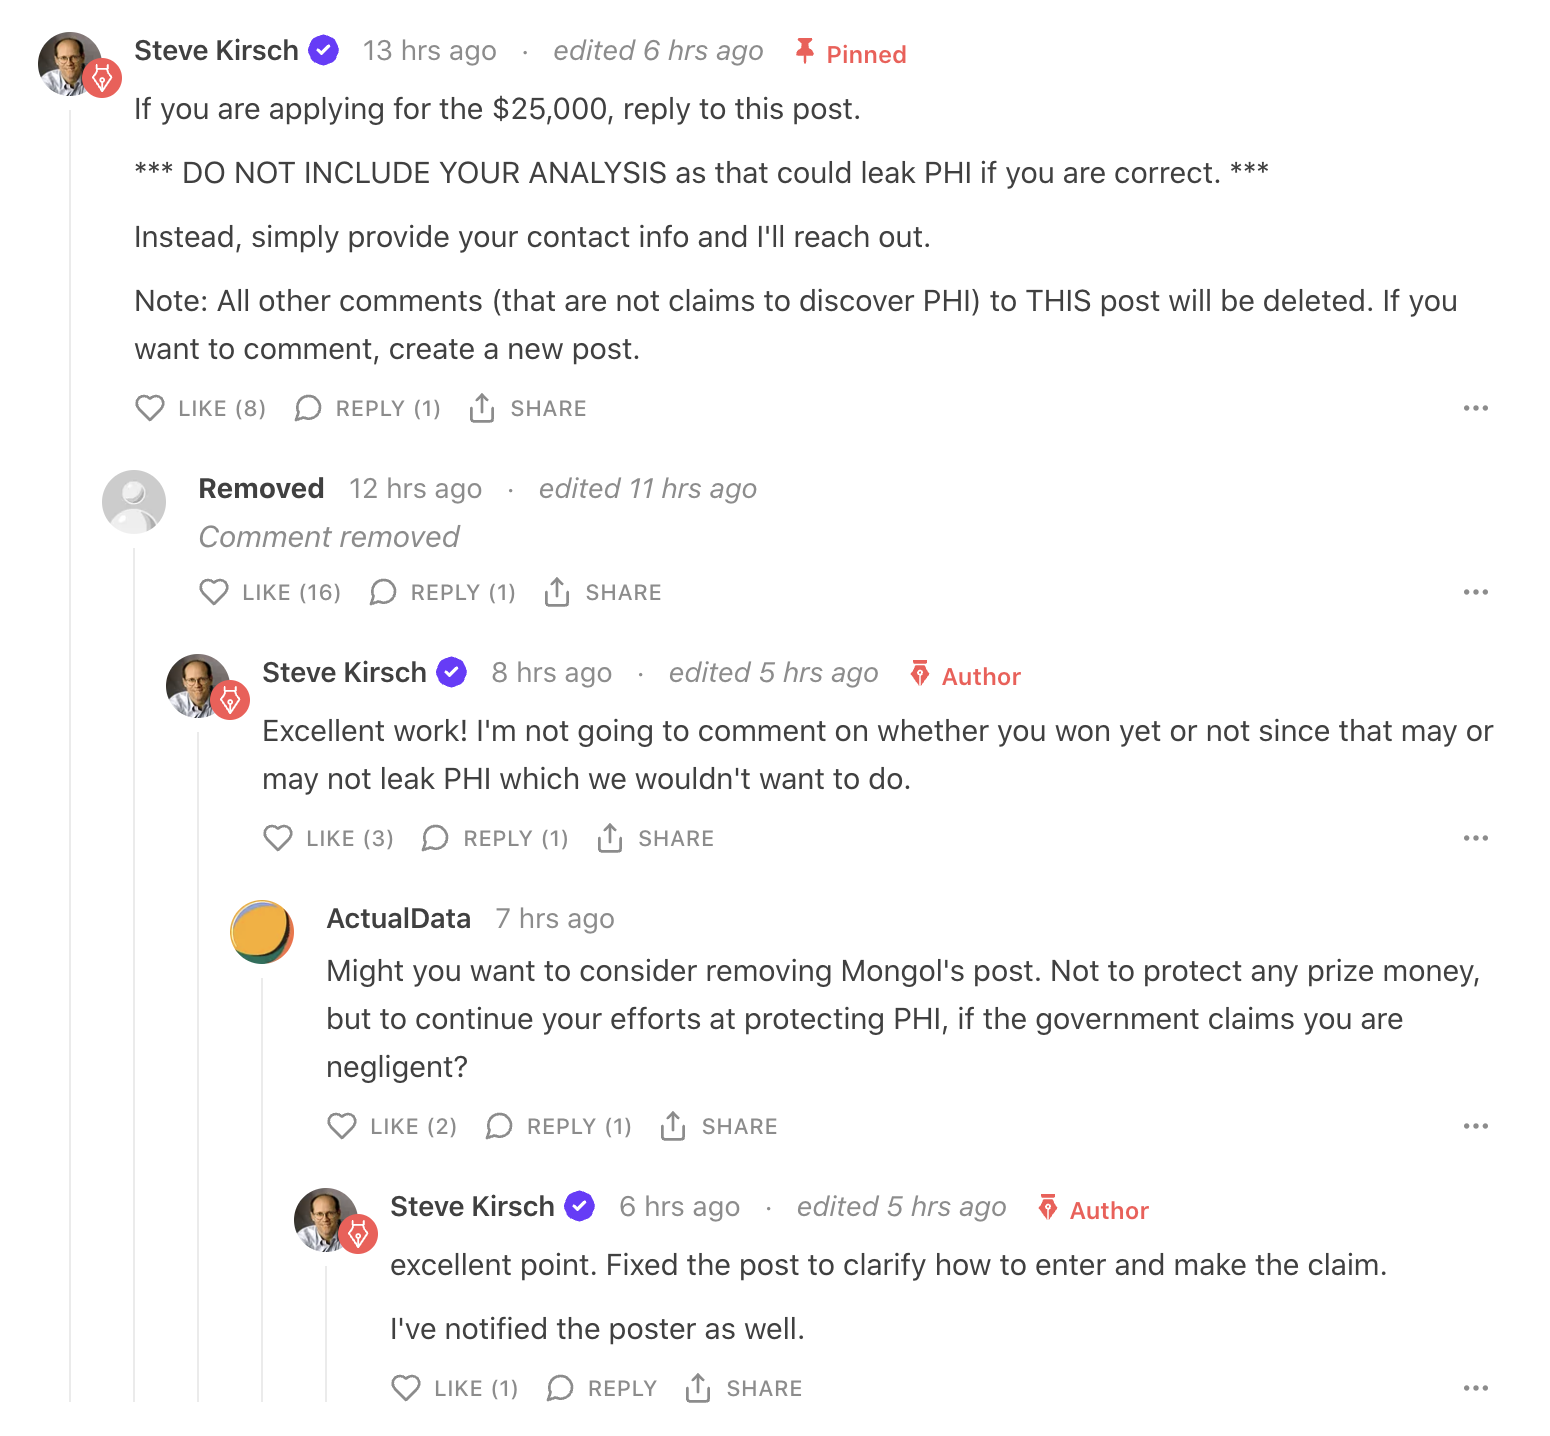 Steve Kirsch 13 hrs ago · edited 6 hrs ago Pinned
If you are applying for the $25,000, reply to this post.
*** DO NOT INCLUDE YOUR ANALYSIS as that could leak PHI if you are correct. ***
Instead, simply provide your contact info and I'll reach out.
Note: All other comments (that are not claims to discover PHI) to THIS post will be deleted. If you
want to comment, create a new post.
LIKE (8) REPLY (1) SHARE
Removed 12 hrs ago · edited 11 hrs ago
Comment removed
LIKE (16) REPLY (1) SHARE
Steve Kirsch 8 hrs ago · edited 5 hrs ago Author
Excellent work! I'm not going to comment on whether you won yet or not since that may or
may not leak PHI which we wouldn't want to do.
LIKE (3) REPLY (1) SHARE
ActualData 7 hrs ago
Might you want to consider removing Mongol's post. Not to protect any prize money,
but to continue your efforts at protecting PHI, if the government claims you are
negligent?
LIKE (2) REPLY (1) SHARE
Steve Kirsch 6 hrs ago · edited 5 hrs ago Author
excellent point. Fixed the post to clarify how to enter and make the claim.
I've notified the poster as well.
LIKE (1) REPLY SHARE